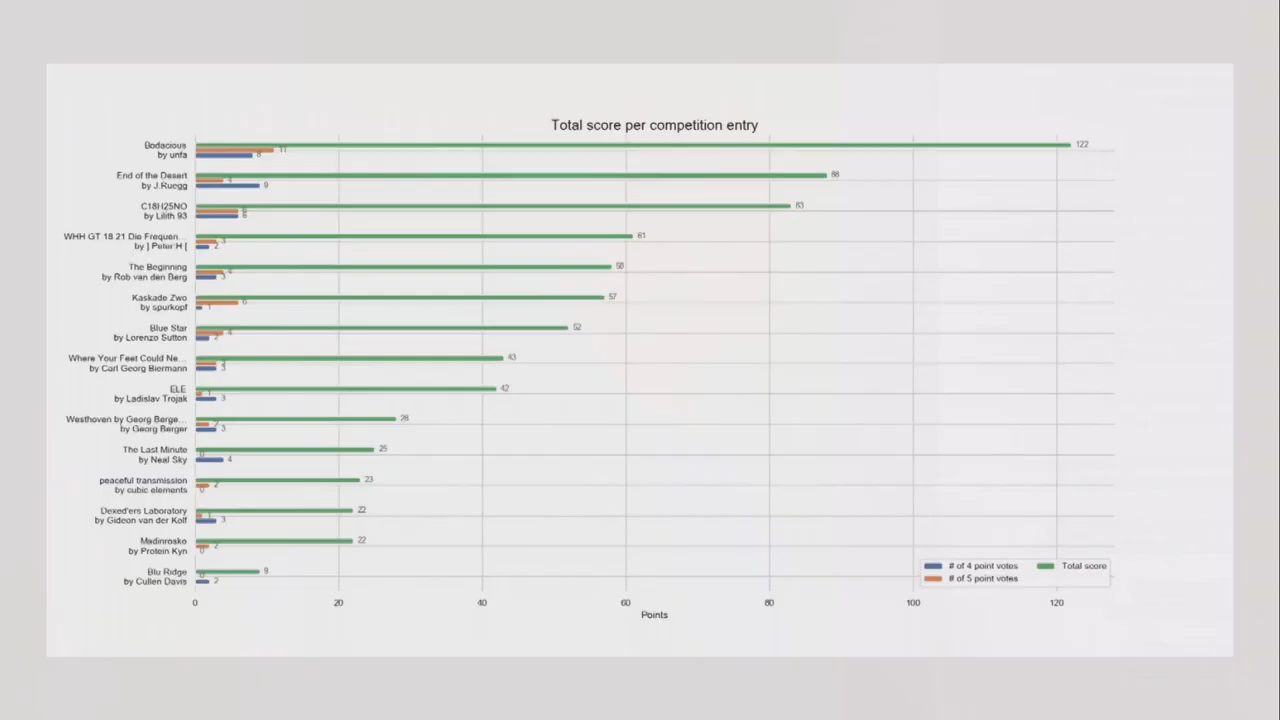 Total score per competition entry
Bodacious
by unfa
122
11
8
End of the Desert
by J.Ruegg
88
4
9
C18H25NO
by Lilith 93
83
6
6
WHH GT 18 21 Die Frequen...
by ] Peter:H [
61
3
2
The Beginning
by Rob van den Berg
58
4
3
Kaskade Zwo
by spurkopf
57
6
1
Blue Star
by Lorenzo Sutton
52
4
2
Where Your Feet Could Ne...
by Carl Georg Biermann
43
3
3
ELE
by Ladislav Trojak
42
1
3
Westhoven by Georg Berge...
by Georg Berger
28
2
3
The Last Minute
by Neal Sky
25
0
4
peaceful transmission
by cubic elements
23
2
0
Dexed'ers Laboratory
by Gideon van der Kolf
22
1
3
Madinrosko
by Protein Kyn
22
2
0
Blu Ridge
by Cullen Davis
9
0
2
# of 4 point votes
# of 5 point votes
Total score
0 20 40 60 80 100 120
Points